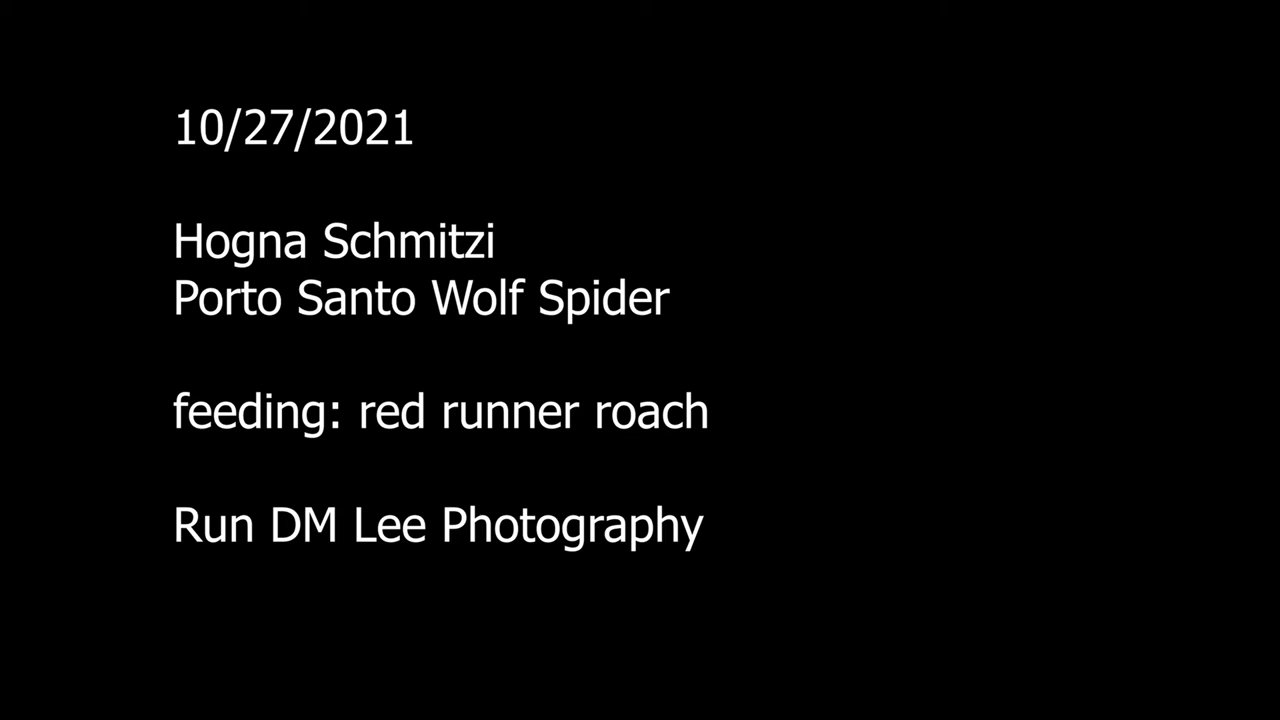 10/27/2021
Hogna Schmitzi
Porto Santo Wolf Spider
feeding: red runner roach
Run DM Lee Photography